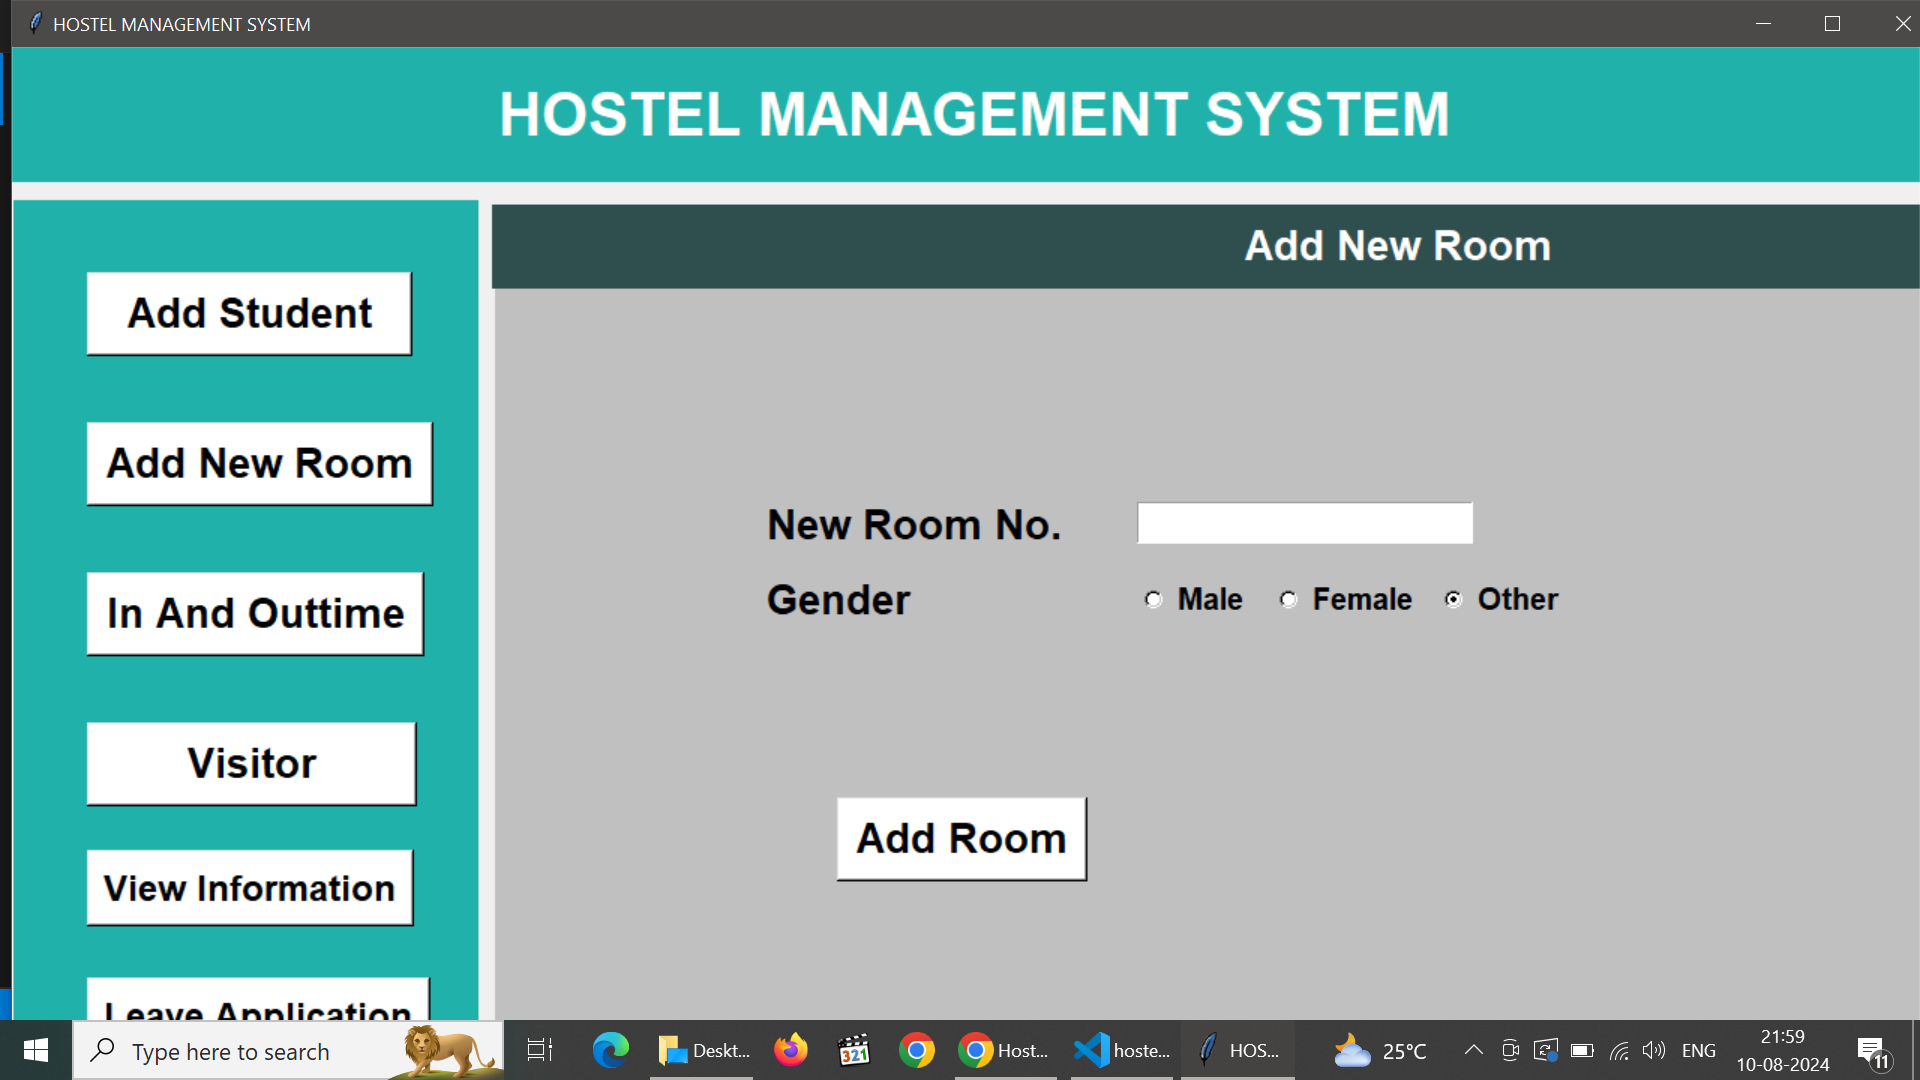 HOSTEL MANAGEMENT SYSTEM
HOSTEL MANAGEMENT SYSTEM
Add New Room
Add Student
Add New Room
In And Outtime
Visitor
View Information
Leave Application
New Room No.
Gender Male Female Other
Add Room
Type here to search
Deskt...
321
Host...
hoste...
HOS...
25°C
ENG
21:59
10-08-2024
11